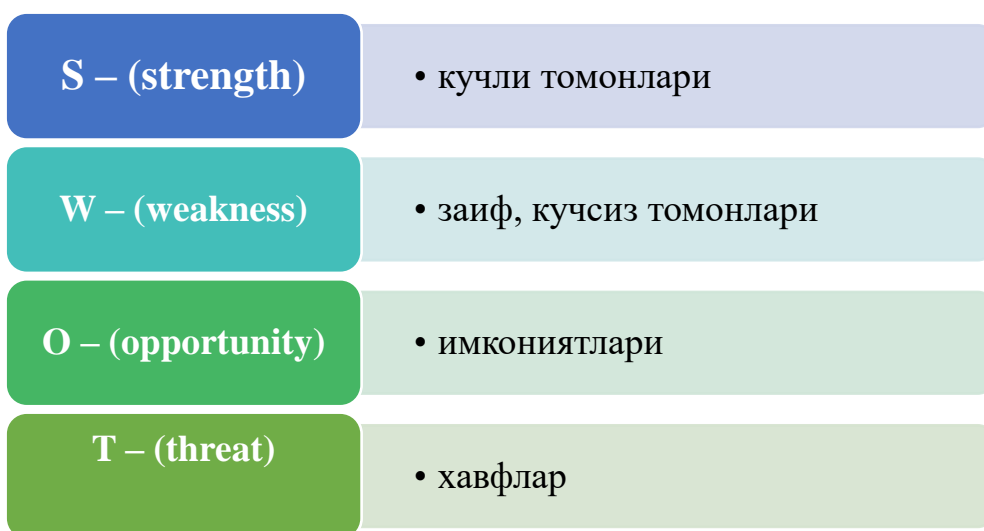 S – (strength)
• кучли томонлари
W – (weakness)
• заиф, кучсиз томонлари
O – (opportunity)
• имкониятлари
T – (threat)
• хавфлар